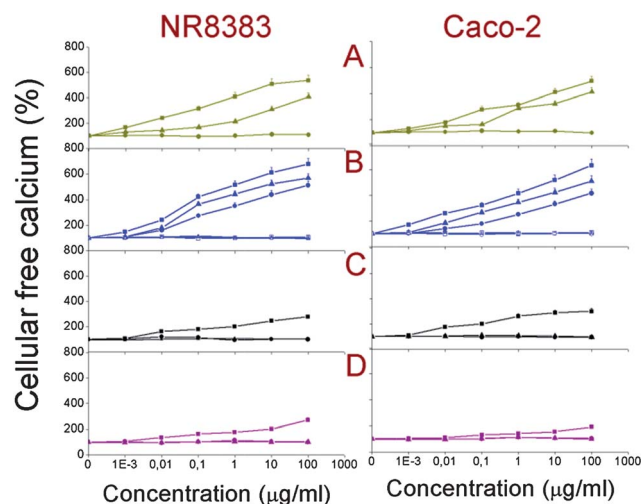 NR8383 Caco-2
Cellular free calcium (%)
800
600
400
200
A
800
600
400
200
B
800
600
400
200
C
800
600
400
200
0
D
0 1E-3 0,01 0,1 1 10 100 1000
0 1E-3 0,01 0,1 1 10 100 1000
Concentration (µg/ml) Concentration (µg/ml)